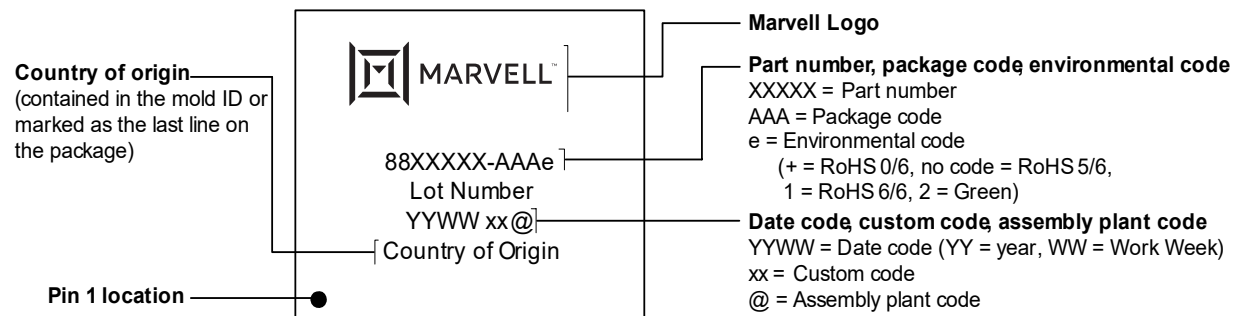 Country of origin
(contained in the mold ID or
marked as the last line on
the package)
Pin 1 location
MARVELL™
88XXXXX-AAAe
Lot Number
YYWW xx@
Country of Origin
Marvell Logo
Part number, package code, environmental code
XXXXX = Part number
AAA = Package code
e = Environmental code
(+ = RoHS 0/6, no code = RoHS 5/6,
1 = RoHS 6/6, 2 = Green)
Date code, custom code, assembly plant code
YYWW = Date code (YY = year, WW = Work Week)
xx = Custom code
@ = Assembly plant code